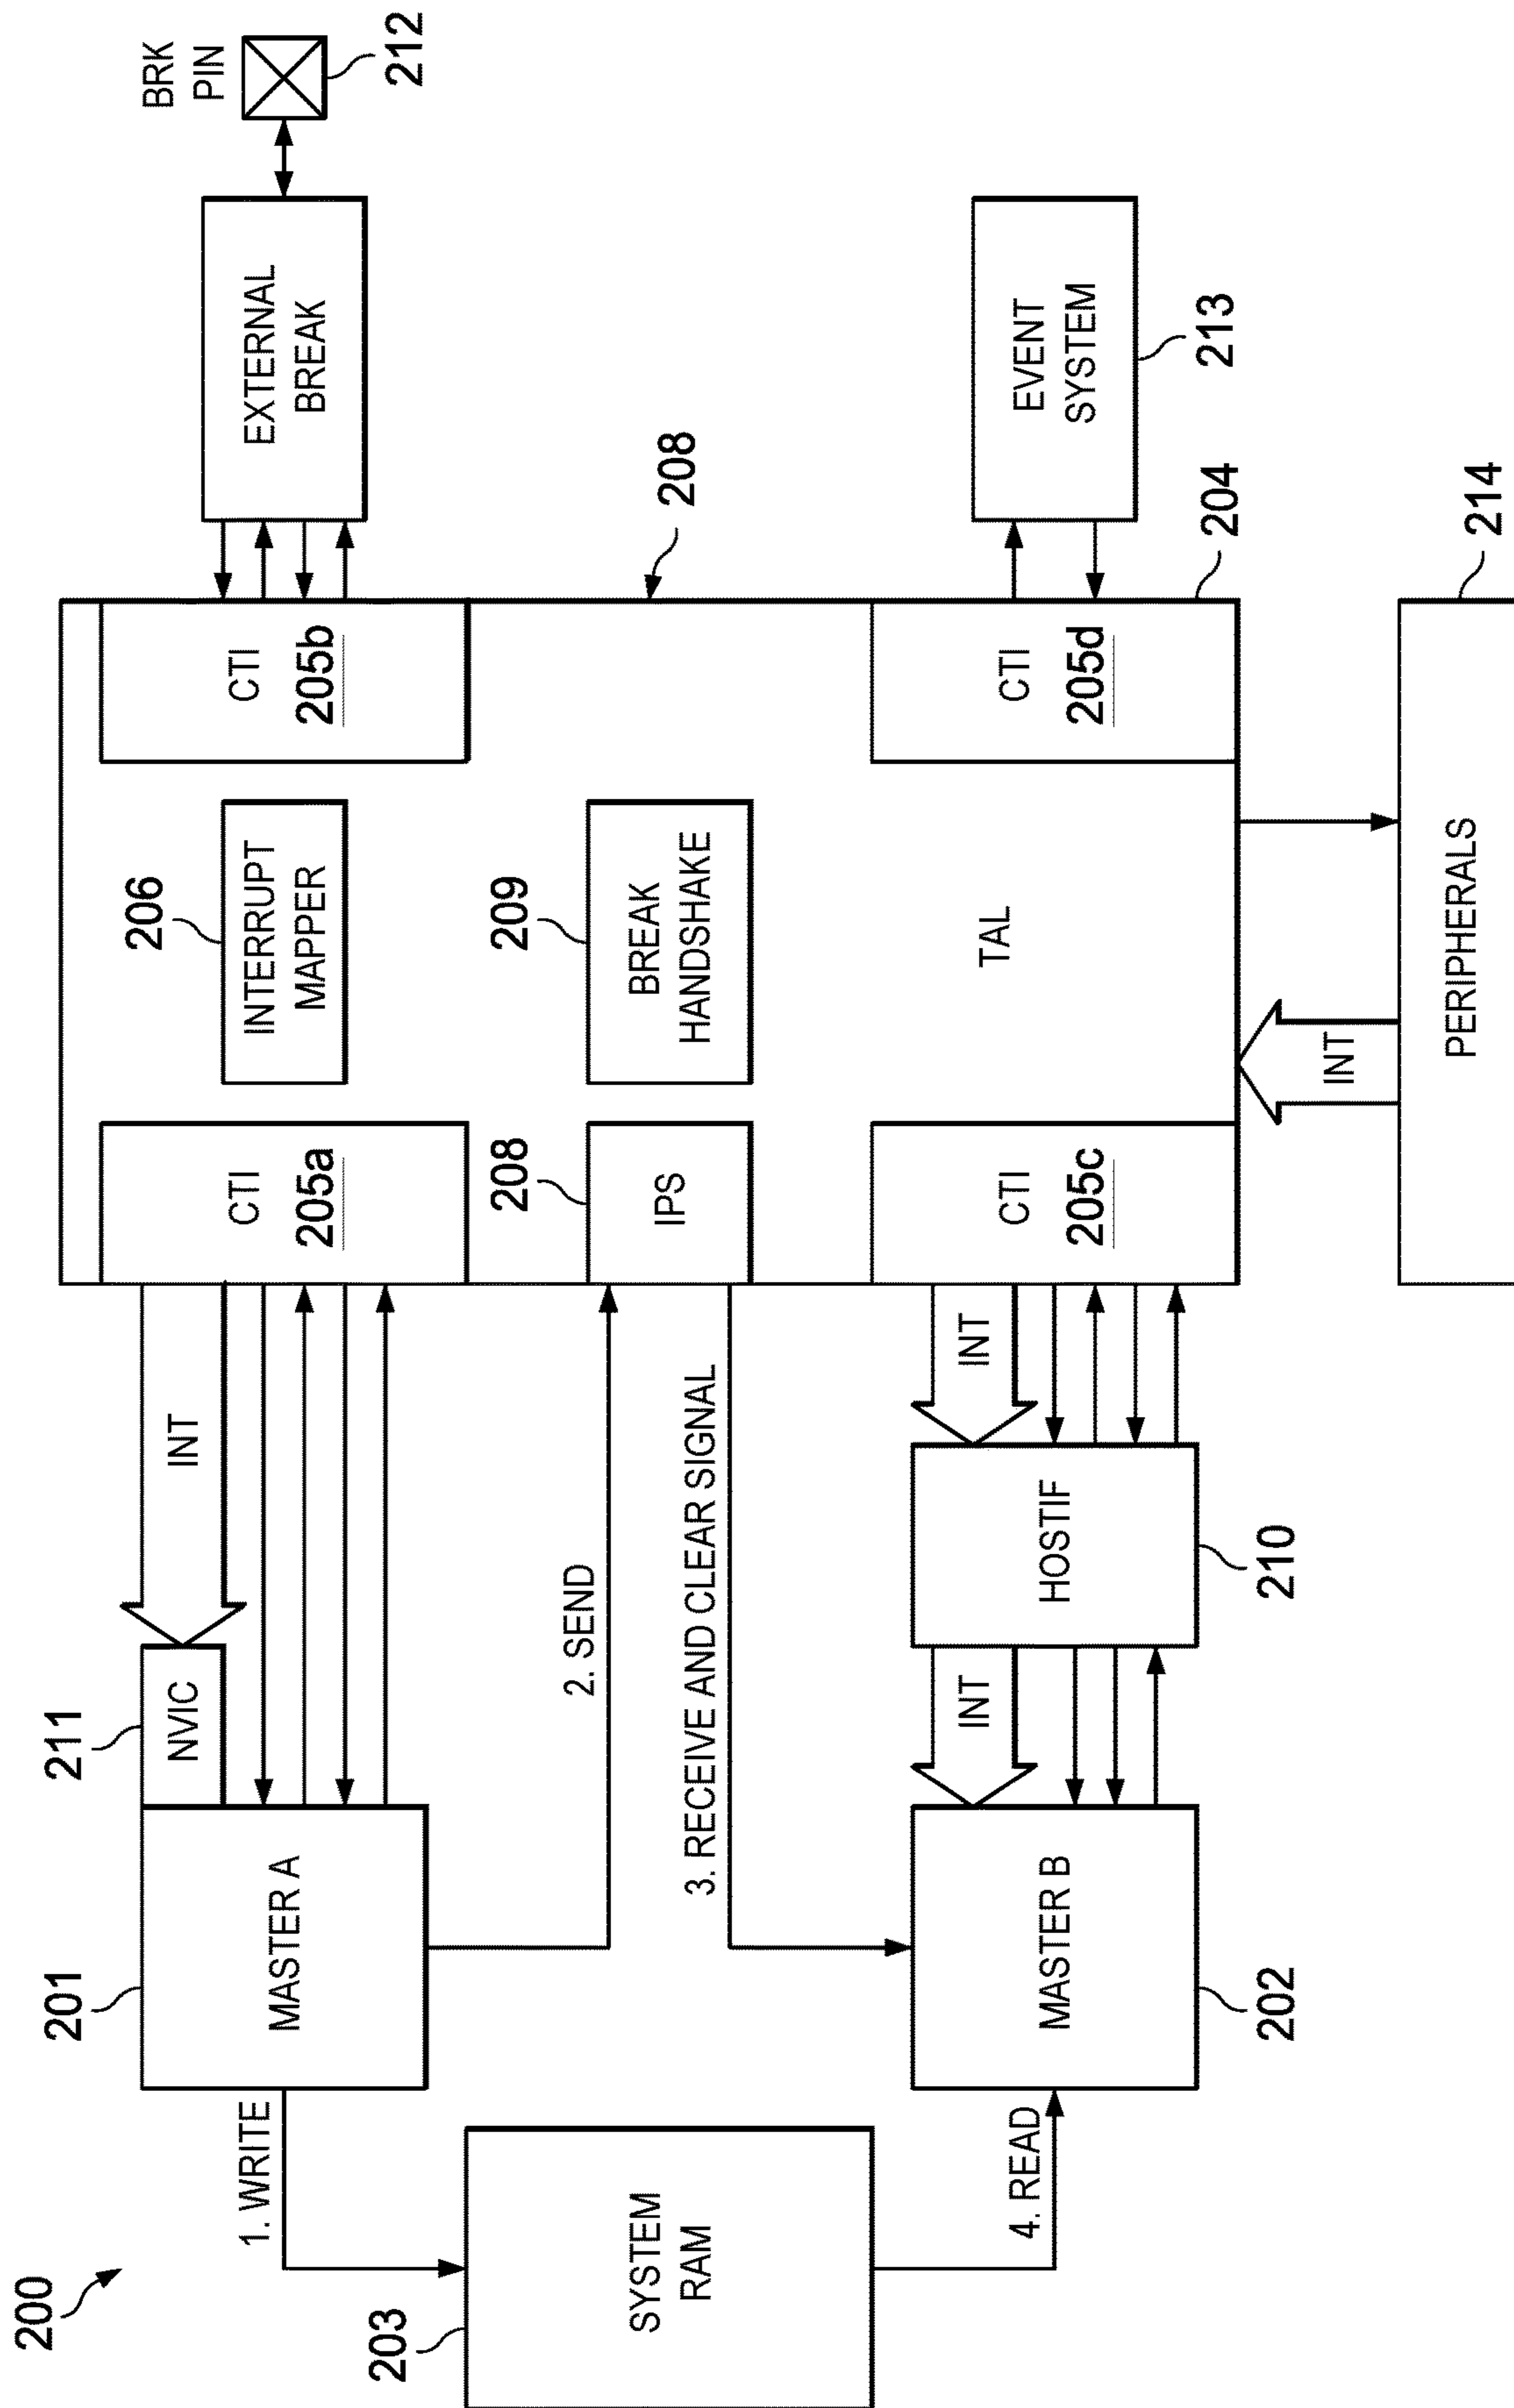 200
201
MASTER A
211
NVIC
INT
CTI
205a
206
INTERRUPT
MAPPER
CTI
205b
EXTERNAL
BREAK
BRK
PIN
212
1. WRITE
203
SYSTEM
RAM
2. SEND
3. RECEIVE AND CLEAR SIGNAL
208
IPS
209
BREAK
HANDSHAKE
208
4. READ
MASTER B
202
INT
HOSTIF
210
INT
CTI
205c
TAL
CTI
205d
204
EVENT
SYSTEM
213
INT
PERIPHERALS
214